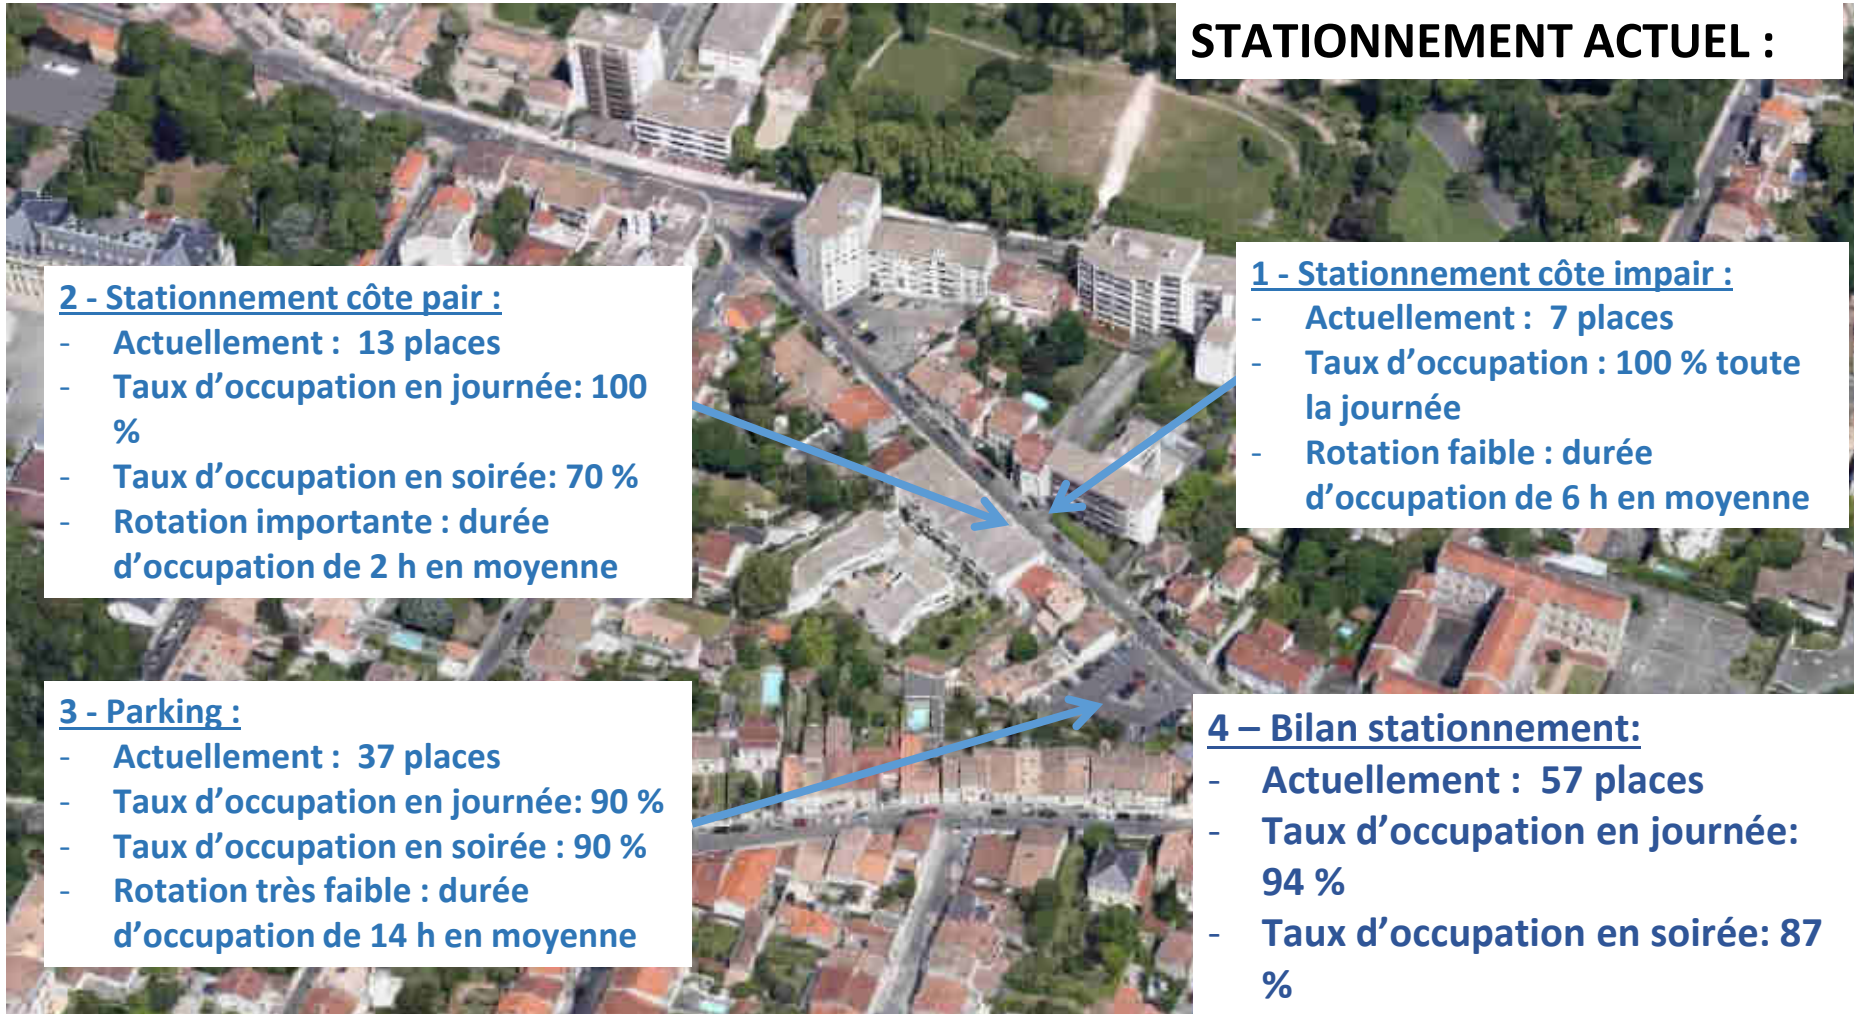 STATIONNEMENT ACTUEL :
1 - Stationnement côte impair :
- Actuellement : 7 places
- Taux d’occupation : 100 % toute
la journée
- Rotation faible : durée
d’occupation de 6 h en moyenne
2 - Stationnement côte pair :
- Actuellement : 13 places
- Taux d’occupation en journée: 100
%
- Taux d’occupation en soirée: 70 %
- Rotation importante : durée
d’occupation de 2 h en moyenne
3 - Parking :
- Actuellement : 37 places
- Taux d’occupation en journée: 90 %
- Taux d’occupation en soirée : 90 %
- Rotation très faible : durée
d’occupation de 14 h en moyenne
4 – Bilan stationnement:
- Actuellement : 57 places
- Taux d’occupation en journée:
94 %
- Taux d’occupation en soirée: 87
%